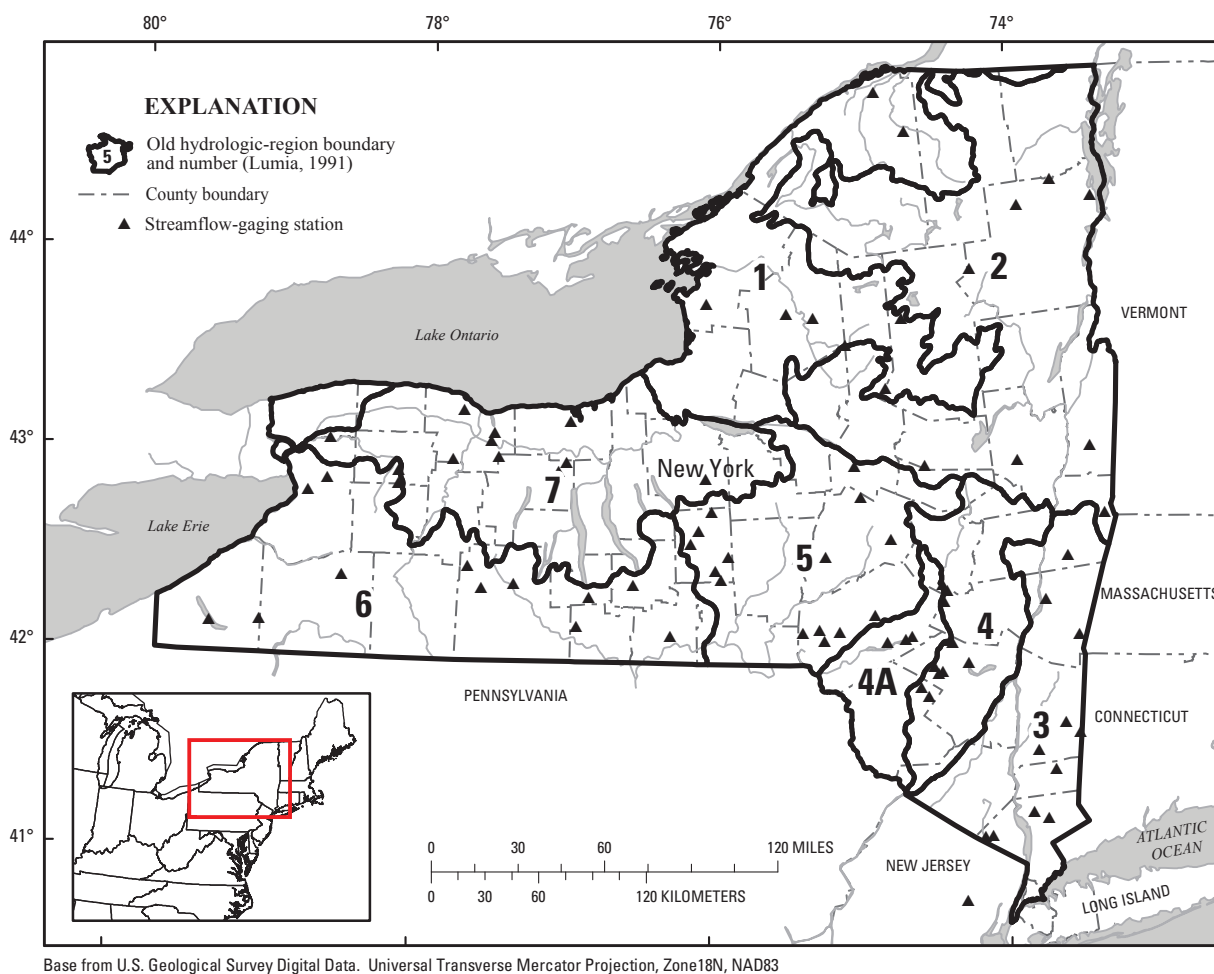 80°
78°
76°
74°
EXPLANATION
5
Old hydrologic-region boundary
and number (Lumia, 1991)
County boundary
Streamflow-gaging station
44°
43°
42°
41°
1
2
VERMONT
Lake Ontario
New York
7
Lake Erie
5
6
4
MASSACHUSETTS
4A
PENNSYLVANIA
3
CONNECTICUT
0 30 60 120 MILES
0 30 60 120 KILOMETERS
NEW JERSEY
ATLANTIC
OCEAN
LONG ISLAND
Base from U.S. Geological Survey Digital Data. Universal Transverse Mercator Projection, Zone18N, NAD83